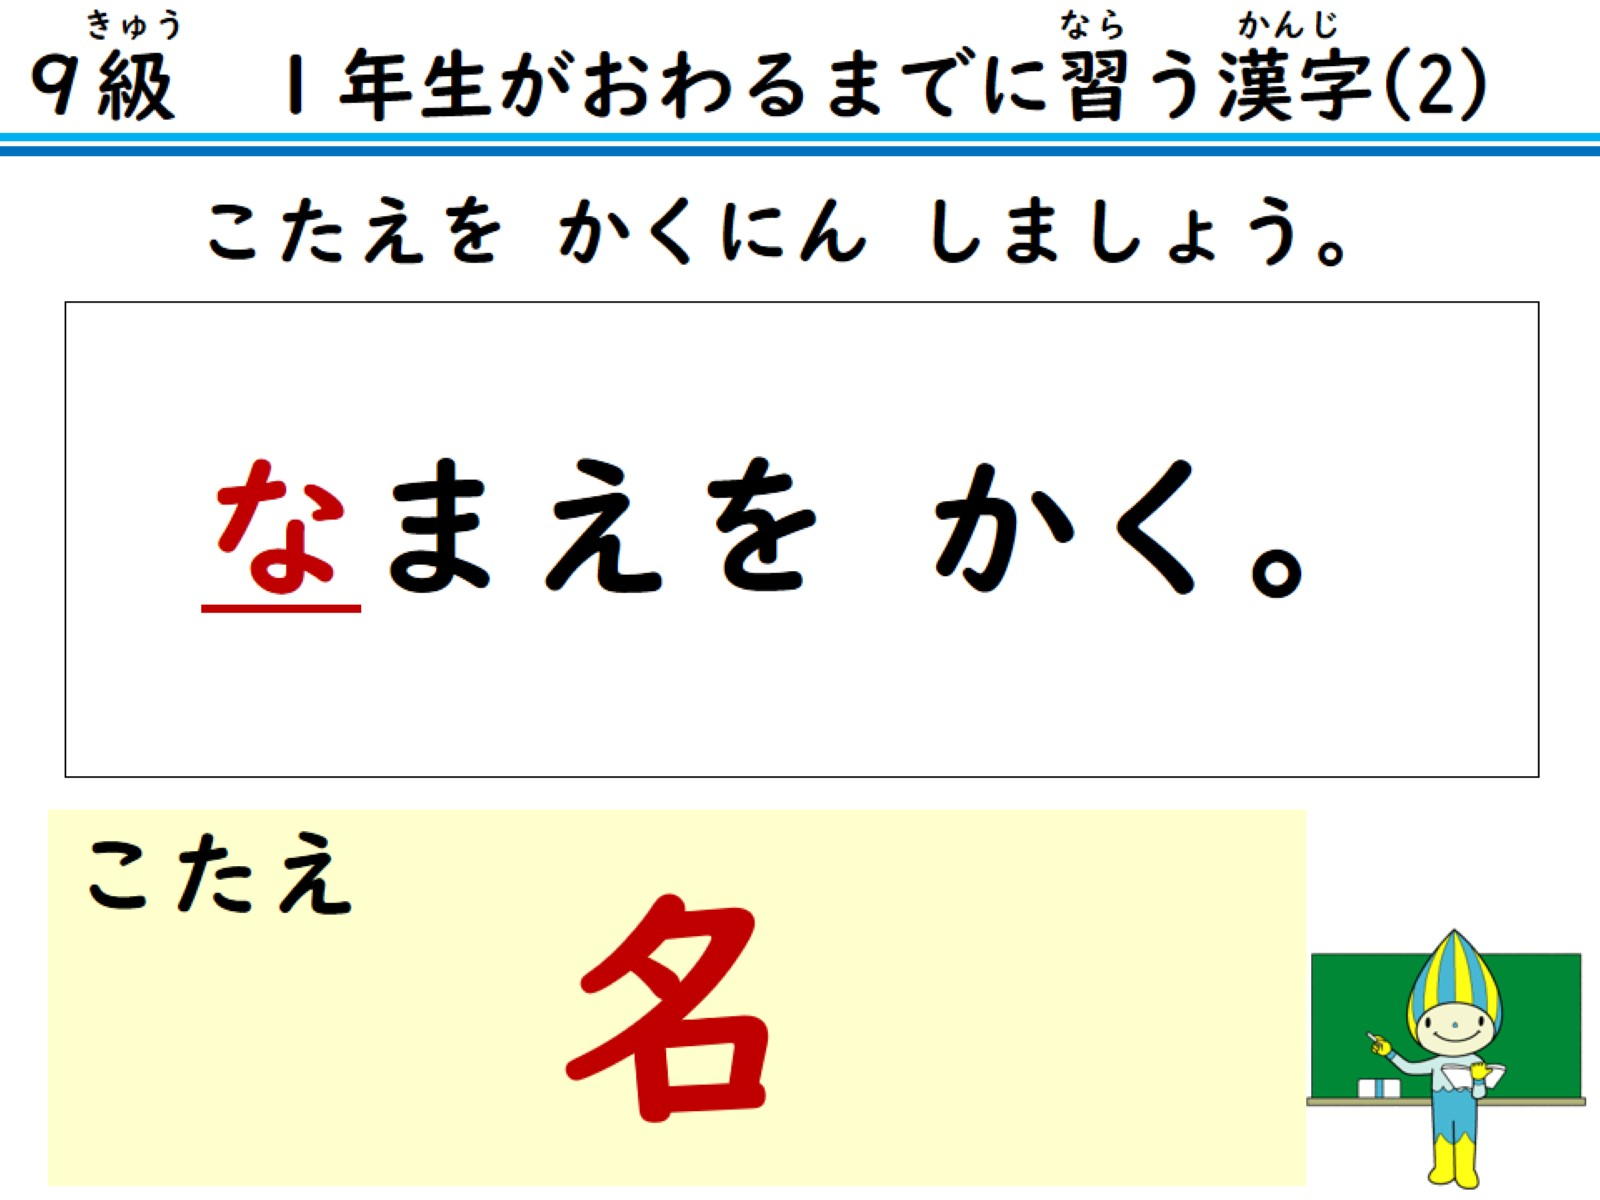 きゅう なら かんじ
9級 1年生がおわるまでに習う漢字(2)
こたえを かくにん しましょう。
なまえを かく。
こたえ
名